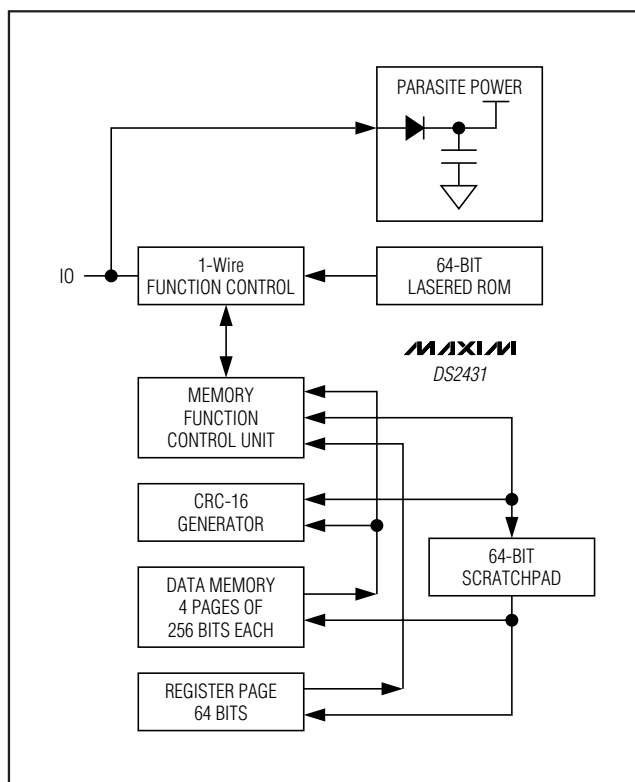 PARASITE POWER
IO
1-Wire
FUNCTION CONTROL
64-BIT
LASERED ROM
MAXIM
DS2431
MEMORY
FUNCTION
CONTROL UNIT
CRC-16
GENERATOR
64-BIT
SCRATCHPAD
DATA MEMORY
4 PAGES OF
256 BITS EACH
REGISTER PAGE
64 BITS